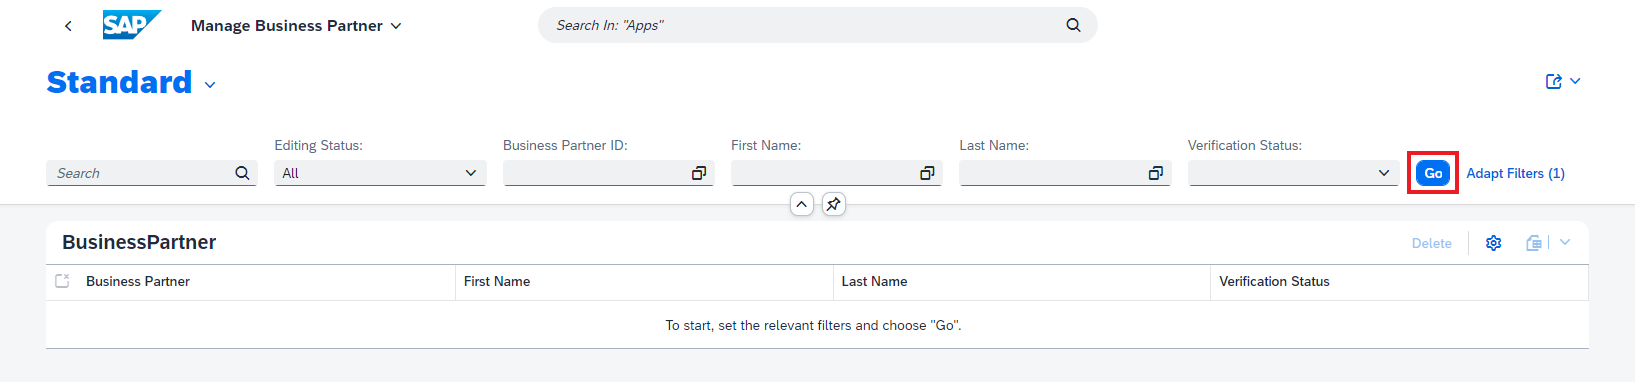 SAP Manage Business Partner Search In: "Apps"
Standard
Editing Status: Business Partner ID: First Name: Last Name: Verification Status:
Search All Go Adapt Filters (1)
BusinessPartner Delete
Business Partner First Name Last Name Verification Status
To start, set the relevant filters and choose "Go".